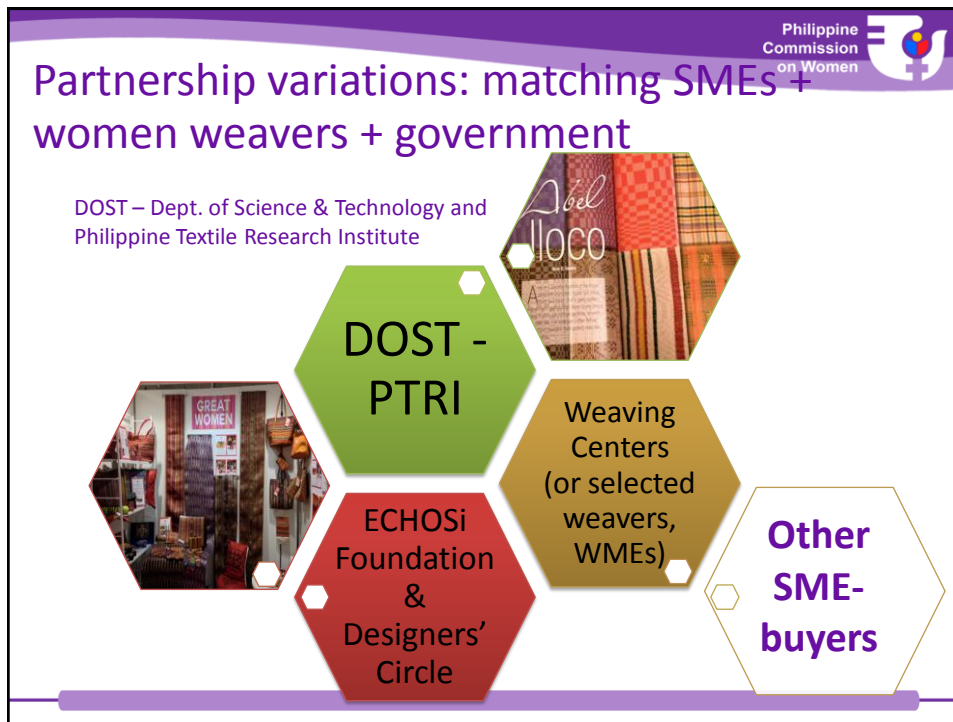 Philippine
Commission
on Women
Partnership variations: matching SMEs +
women weavers + government
DOST – Dept. of Science & Technology and
Philippine Textile Research Institute
Abel
Iloco
A
DOST -
PTRI
GREAT
WOMEN
Weaving
Centers
(or selected
weavers,
WMEs)
ECHOSi
Foundation
&
Designers’
Circle
Other
SME-
buyers